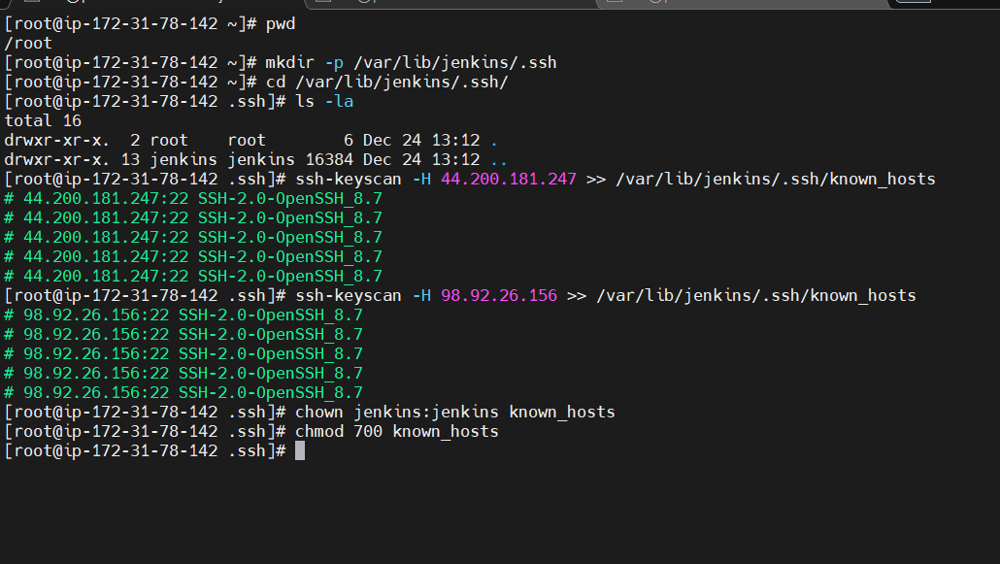 [root@ip-172-31-78-142 ~]# pwd
/root
[root@ip-172-31-78-142 ~]# mkdir -p /var/lib/jenkins/.ssh
[root@ip-172-31-78-142 ~]# cd /var/lib/jenkins/.ssh/
[root@ip-172-31-78-142 .ssh]# ls -la
total 16
drwxr-xr-x.  2 root    root        6 Dec 24 13:12 .
drwxr-xr-x. 13 jenkins jenkins 16384 Dec 24 13:12 ..
[root@ip-172-31-78-142 .ssh]# ssh-keyscan -H 44.200.181.247 >> /var/lib/jenkins/.ssh/known_hosts
# 44.200.181.247:22 SSH-2.0-OpenSSH_8.7
# 44.200.181.247:22 SSH-2.0-OpenSSH_8.7
# 44.200.181.247:22 SSH-2.0-OpenSSH_8.7
# 44.200.181.247:22 SSH-2.0-OpenSSH_8.7
# 44.200.181.247:22 SSH-2.0-OpenSSH_8.7
[root@ip-172-31-78-142 .ssh]# ssh-keyscan -H 98.92.26.156 >> /var/lib/jenkins/.ssh/known_hosts
# 98.92.26.156:22 SSH-2.0-OpenSSH_8.7
# 98.92.26.156:22 SSH-2.0-OpenSSH_8.7
# 98.92.26.156:22 SSH-2.0-OpenSSH_8.7
# 98.92.26.156:22 SSH-2.0-OpenSSH_8.7
# 98.92.26.156:22 SSH-2.0-OpenSSH_8.7
[root@ip-172-31-78-142 .ssh]# chown jenkins:jenkins known_hosts
[root@ip-172-31-78-142 .ssh]# chmod 700 known_hosts
[root@ip-172-31-78-142 .ssh]#